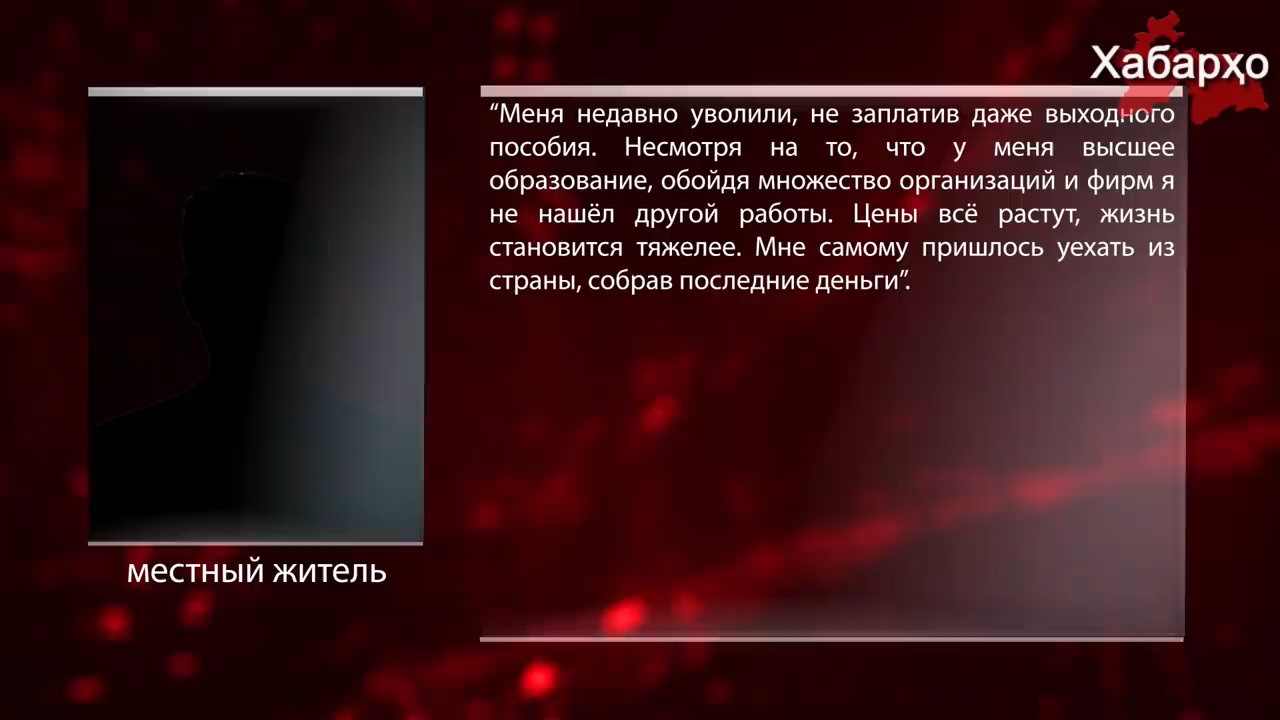 Хабарҳо
“Меня недавно уволили, не заплатив даже выходного
пособия. Несмотря на то, что у меня высшее
образование, обойдя множество организаций и фирм я
не нашёл другой работы. Цены всё растут, жизнь
становится тяжелее. Мне самому пришлось уехать из
страны, собрав последние деньги”.
местный житель